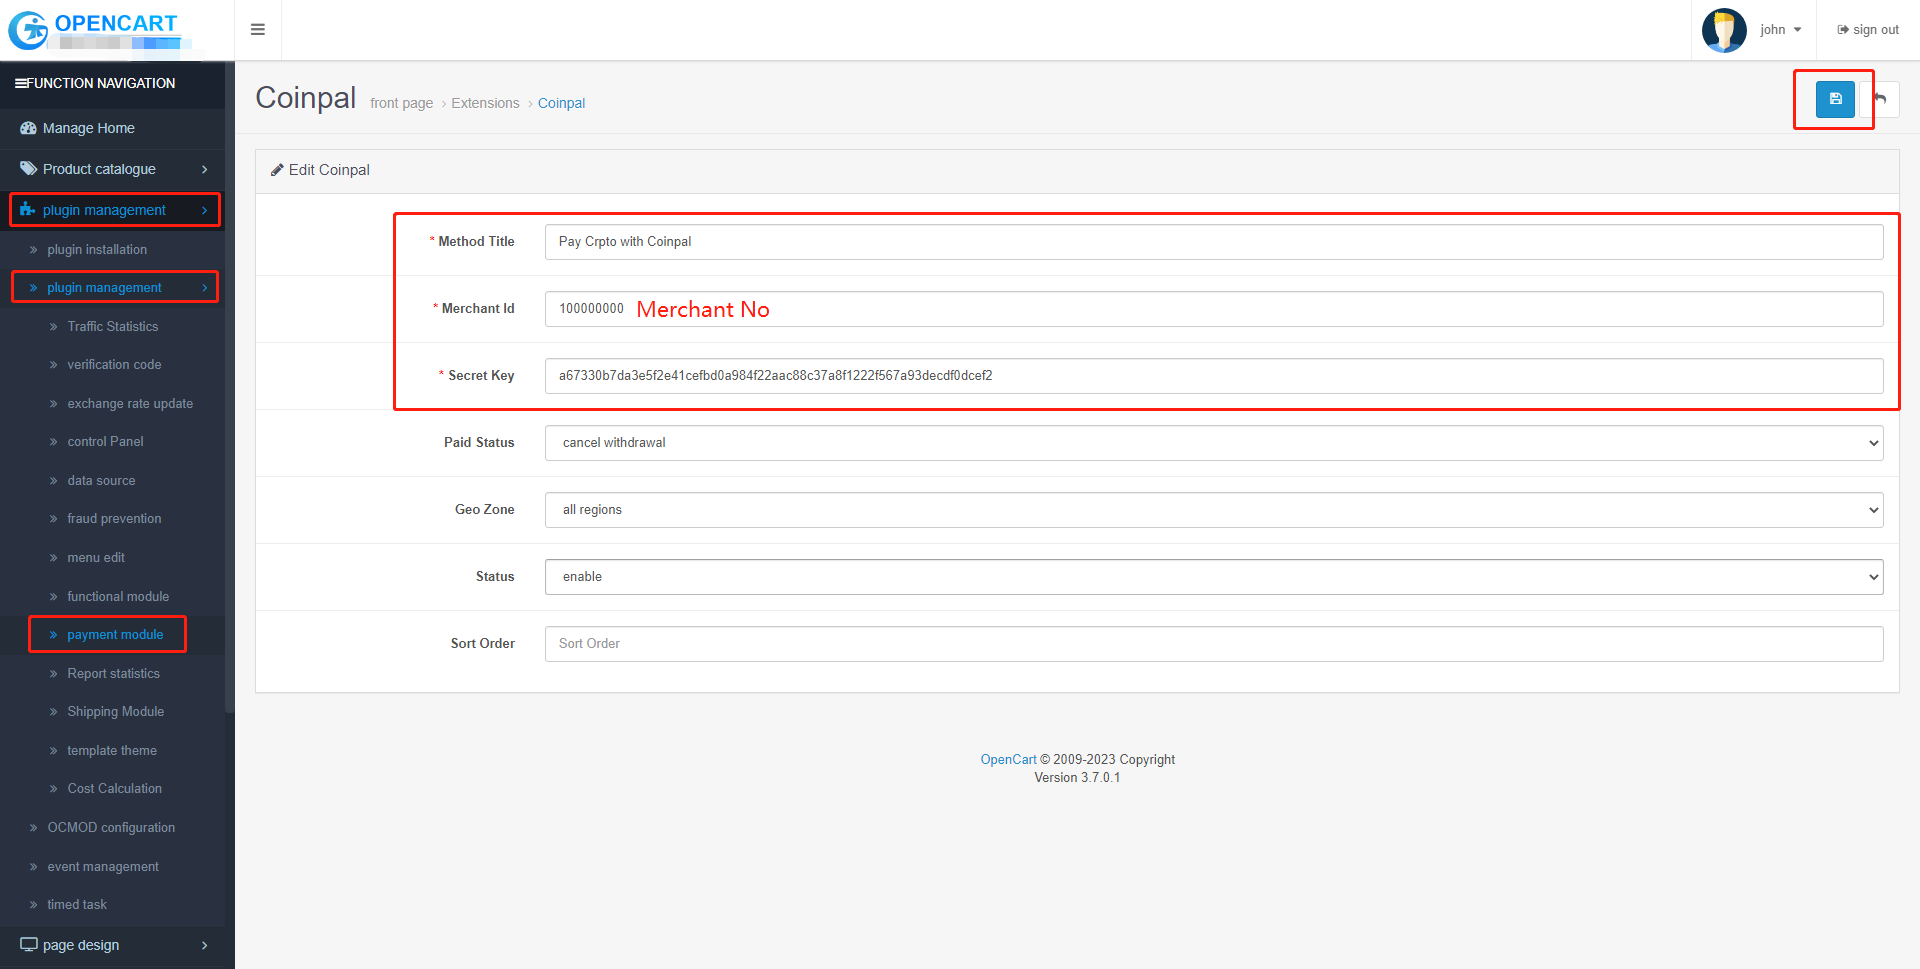 OPENCART
john
sign out
FUNCTION NAVIGATION
Manage Home
Product catalogue
plugin management
plugin installation
plugin management
Traffic Statistics
verification code
exchange rate update
control Panel
data source
fraud prevention
menu edit
functional module
payment module
Report statistics
Shipping Module
template theme
Cost Calculation
OCMOD configuration
event management
timed task
page design
Coinpal front page › Extensions › Coinpal
Edit Coinpal
* Method Title Pay Crpto with Coinpal
* Merchant Id 100000000 Merchant No
* Secret Key a67330b7da3e5f2e41cefbd0a984f22aac88c37a8f1222f567a93decdf0dcef2
Paid Status cancel withdrawal
Geo Zone all regions
Status enable
Sort Order Sort Order
OpenCart © 2009-2023 Copyright
Version 3.7.0.1